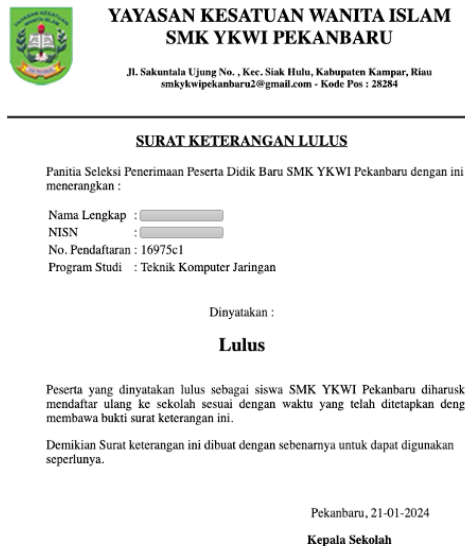 YAYASAN KESATUAN WANITA ISLAM
SMK YKWI PEKANBARU
Jl. Sakuntala Ujung No. , Kec. Siak Hulu, Kabupaten Kampar, Riau
smkykwipekanbaru2@gmail.com - Kode Pos : 28284
SURAT KETERANGAN LULUS
Panitia Seleksi Penerimaan Peserta Didik Baru SMK YKWI Pekanbaru dengan ini
menerangkan :
Nama Lengkap :
NISN :
No. Pendaftaran : 16975c1
Program Studi : Teknik Komputer Jaringan
Dinyatakan :
Lulus
Peserta yang dinyatakan lulus sebagai siswa SMK YKWI Pekanbaru diharusk
mendaftar ulang ke sekolah sesuai dengan waktu yang telah ditetapkan deng
membawa bukti surat keterangan ini.
Demikian Surat keterangan ini dibuat dengan sebenarnya untuk dapat digunakan
seperlunya.
Pekanbaru, 21-01-2024
Kepala Sekolah